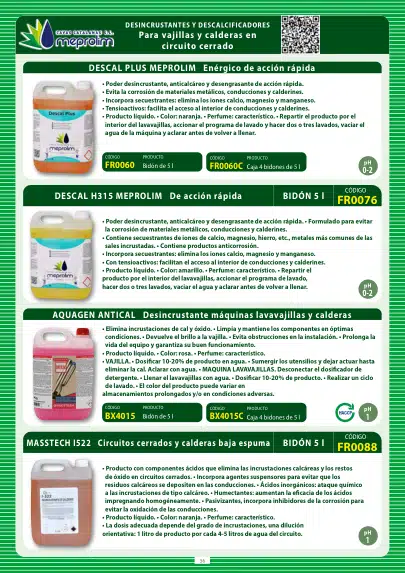 TAPAS CATALANAS S.L.
meprolim
DESINCRUSTANTES Y DESCALCIFICADORES
Para vajillas y calderas en
circuito cerrado
DESCAL PLUS MEPROLIM Enérgico de acción rápida
• Poder desincrustante, anticalcáreo y desengrasante de acción rápida.
• Evita la corrosión de materiales metálicos, conducciones y calderines.
• Incorpora secuestrantes: elimina los iones calcio, magnesio y manganeso.
• Tensioactivos: facilita el acceso al interior de conducciones y calderines.
• Producto líquido. • Color: naranja. • Perfume: característico. • Repartir el producto por el
interior del lavavajillas, accionar el programa de lavado y hacer dos o tres lavados, vaciar el
agua de la máquina y aclarar antes de volver a llenar.
Descal Plus
meprolim
CÓDIGO PRODUCTO
FR0060 Bidón de 5 l
CÓDIGO PRODUCTO
FR0060C Caja 4 bidones de 5 l
pH
0-2
DESCAL H315 MEPROLIM De acción rápida BIDÓN 5 l
CÓDIGO
FR0076
• Poder desincrustante, anticalcáreo y desengrasante de acción rápida. • Formulado para evitar
la corrosión de materiales metálicos, conducciones y calderines.
• Contiene secuestrantes de iones de calcio, magnesio, hierro, etc., metales más comunes de las
sales incrustadas. • Contiene productos anticorrosión.
• Incorpora secuestrantes: elimina los iones calcio, magnesio y manganeso.
• Con tensioactivos: facilitan el acceso al interior de conducciones y calderines.
• Producto líquido. • Color: amarillo. • Perfume: característico. • Repartir el
producto por el interior del lavavajillas, accionar el programa de lavado,
hacer dos o tres lavados, vaciar el agua y aclarar antes de volver a llenar.
meprolim
pH
0-2
AQUAGEN ANTICAL Desincrustante máquinas lavavajillas y calderas
• Elimina incrustaciones de cal y óxido. • Limpia y mantiene los componentes en óptimas
condiciones. • Devuelve el brillo a la vajilla. • Evita obstrucciones en la instalación. • Prolonga la
vida del equipo y garantiza su buen funcionamiento.
• Producto líquido. • Color: rosa. • Perfume: característico.
• VAJILLA. • Dosificar 10-20% de producto en agua. • Sumergir los utensilios y dejar actuar hasta
eliminar la cal. Aclarar con agua. • MAQUINA LAVAVAJILLAS. Desconectar el dosificador de
detergente. • Llenar el lavavajillas con agua. • Dosificar 10-20% de producto. • Realizar un ciclo
de lavado. • El color del producto puede variar en
almacenamientos prolongados y/o en condiciones adversas.
CÓDIGO PRODUCTO
BX4015 Bidón de 5 l
CÓDIGO PRODUCTO
BX4015C Caja 4 bidones de 5 l
HACCP
pH
1
MASSTECH I522 Circuitos cerrados y calderas baja espuma BIDÓN 5 l
CÓDIGO
FR0088
• Producto con componentes ácidos que elimina las incrustaciones calcáreas y los restos
de óxido en circuitos cerrados. • Incorpora agentes suspensores para evitar que los
residuos calcáreos se depositen en las conducciones. • Ácidos inorgánicos: ataque químico
a las incrustaciones de tipo calcáreo. • Humectantes: aumentan la eficacia de los ácidos
impregnando homogéneamente. • Pasivizantes, incorpora inhibidores de la corrosión para
evitar la oxidación de las conducciones.
• Producto líquido. • Color: naranja. • Perfume: característico.
• La dosis adecuada depende del grado de incrustaciones, una dilución
orientativa: 1 litro de producto por cada 4-5 litros de agua del circuito.
pH
1